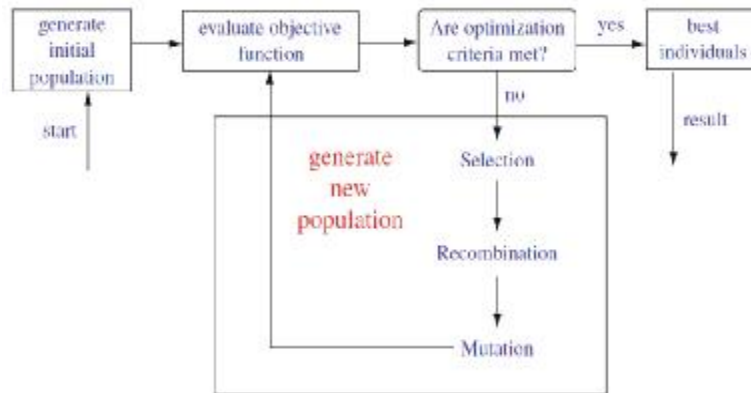 generate
initial
population
evaluate objective
function
Are optimization
criteria met?
yes
best
individuals
start
no
result
generate
new
population
Selection
Recombination
Mutation